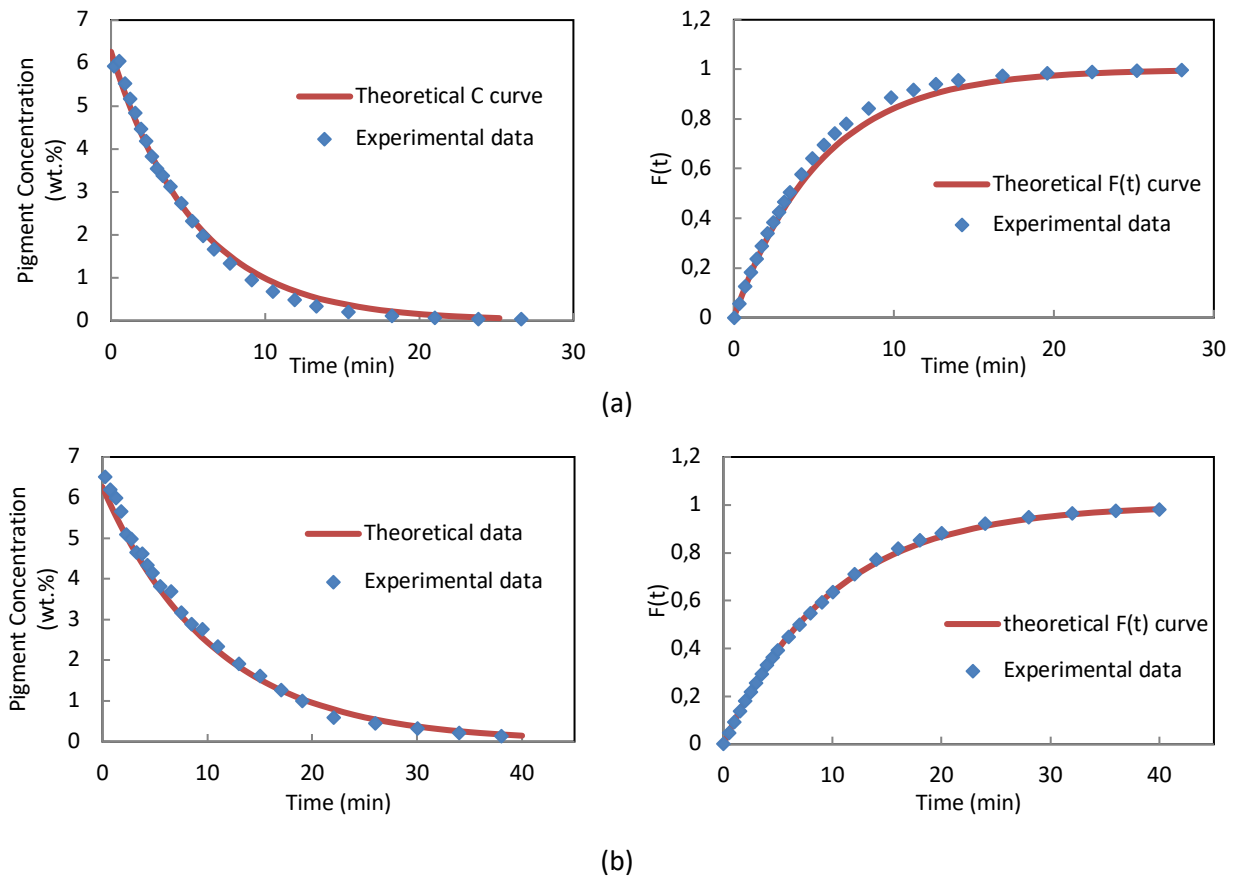 Pigment Concentration
(wt.%)
7
6
5
4
3
2
1
0
0
10
20
30
Time (min)
Theoretical C curve
Experimental data
F(t)
1,2
1
0,8
0,6
0,4
0,2
0
0
10
20
30
Time (min)
Theoretical F(t) curve
Experimental data
(a)
Pigment Concentration
(wt.%)
7
6
5
4
3
2
1
0
0
10
20
30
40
Time (min)
Theoretical data
Experimental data
F(t)
1,2
1
0,8
0,6
0,4
0,2
0
0
10
20
30
40
Time (min)
theoretical F(t) curve
Experimental data
(b)